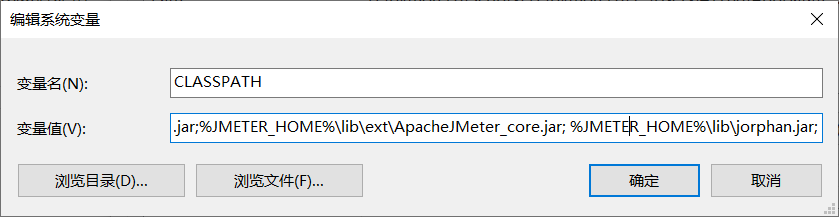 编辑系统变量
变量名(N):
CLASSPATH
变量值(V):
.jar;%JMETER_HOME%\lib\ext\ApacheJMeter_core.jar; %JMETER_HOME%\lib\jorphan.jar;
浏览目录(D)... 浏览文件(F)... 确定 取消